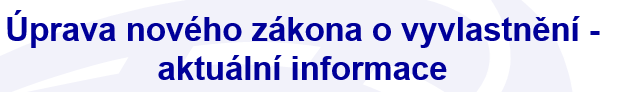 Úprava nového zákona o vyvlastnění -
aktuální informace